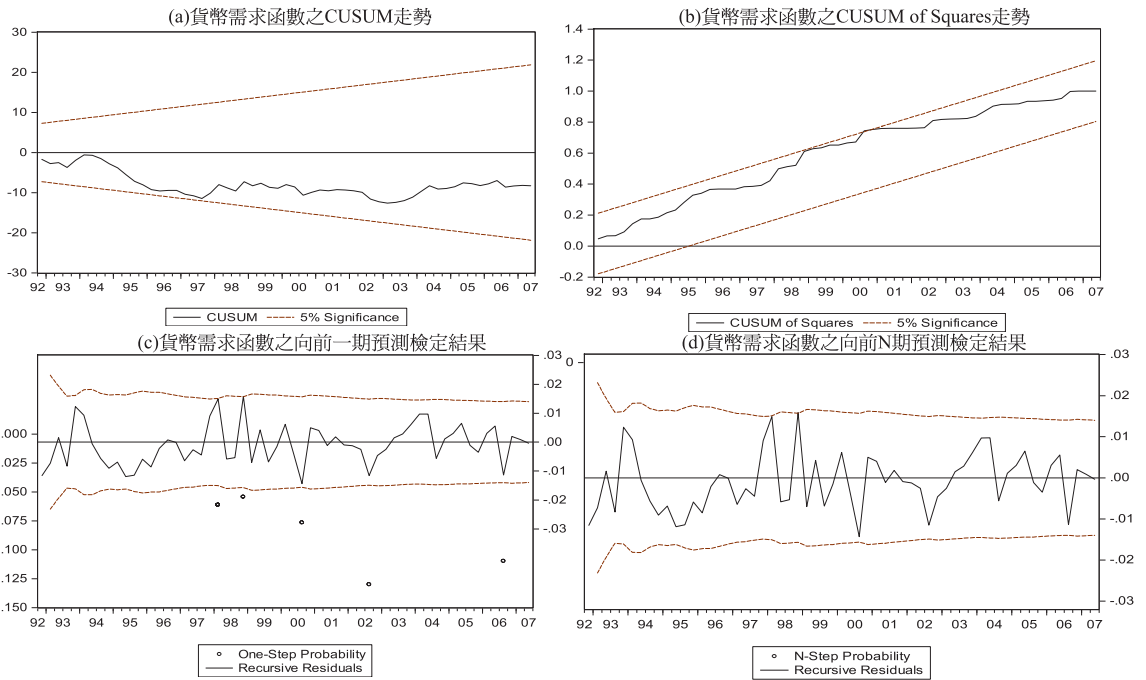 (a)貨幣需求函數之CUSUM走勢
30
20
10
0
-10
-20
-30
92 93 94 95 96 97 98 99 00 01 02 03 04 05 06 07
CUSUM 5% Significance
(b)貨幣需求函數之CUSUM of Squares走勢
1.4
1.2
1.0
0.8
0.6
0.4
0.2
0.0
-0.2
92 93 94 95 96 97 98 99 00 01 02 03 04 05 06 07
CUSUM of Squares 5% Significance
(c)貨幣需求函數之向前一期預測檢定結果
.03
.02
.01
.00
-.01
-.02
-.03
.000
.025
.050
.075
.100
.125
.150
92 93 94 95 96 97 98 99 00 01 02 03 04 05 06 07
One-Step Probability
Recursive Residuals
(d)貨幣需求函數之向前N期預測檢定結果
0
.03
.02
.01
.00
-.01
-.02
-.03
92 93 94 95 96 97 98 99 00 01 02 03 04 05 06 07
N-Step Probability
Recursive Residuals